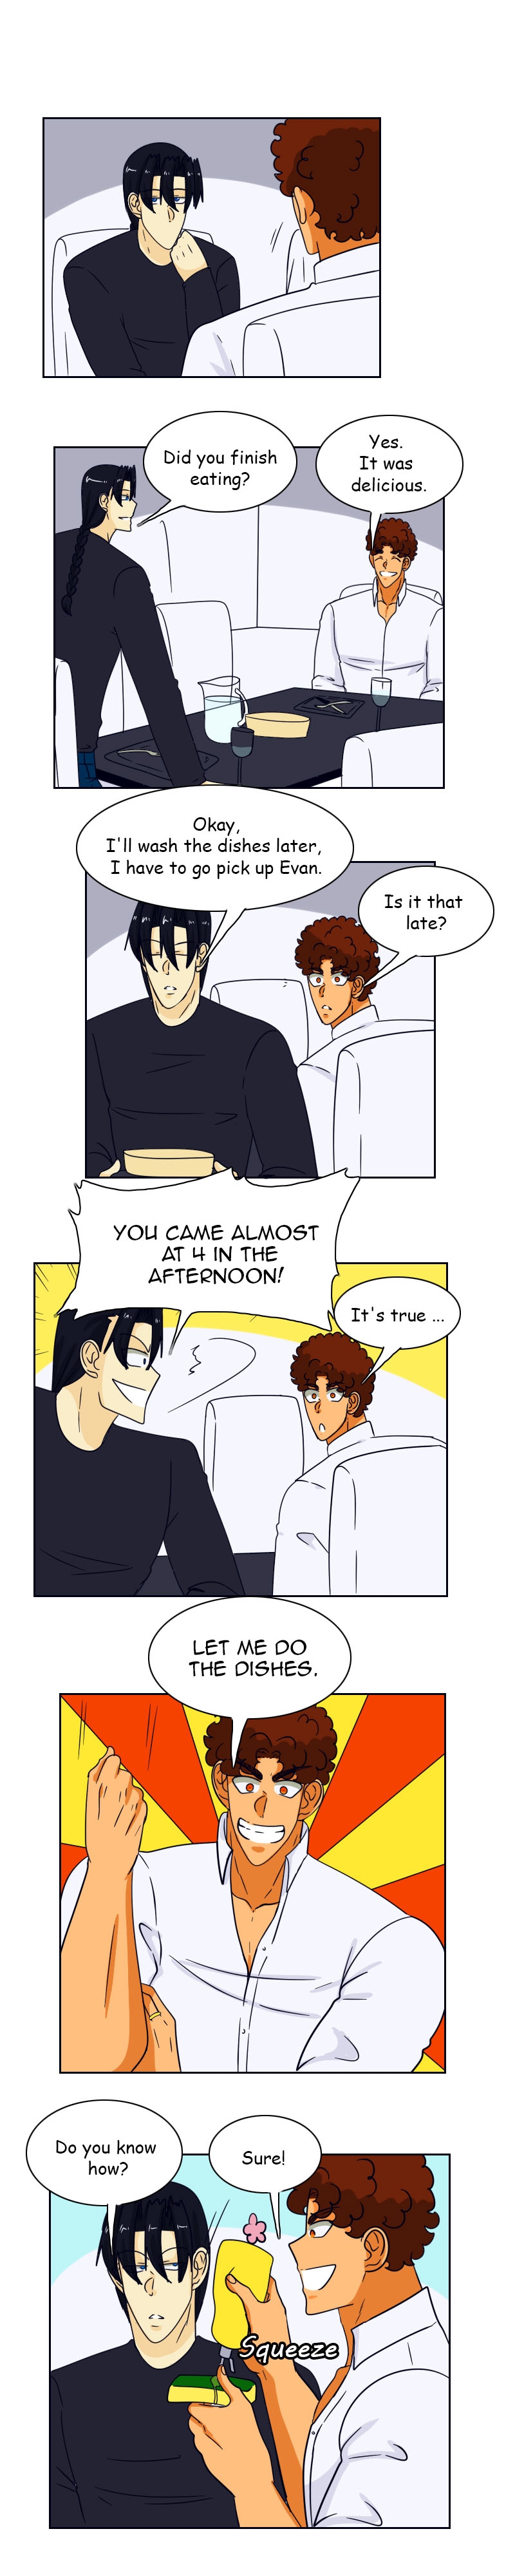 Did you finish
eating?
Yes.
It was
delicious.
Okay,
I'll wash the dishes later,
I have to go pick up Evan.
Is it that
late?
YOU CAME ALMOST
AT 4 IN THE
AFTERNOON!
It's true ...
LET ME DO
THE DISHES.
Do you know
how?
Sure!
Squeeze